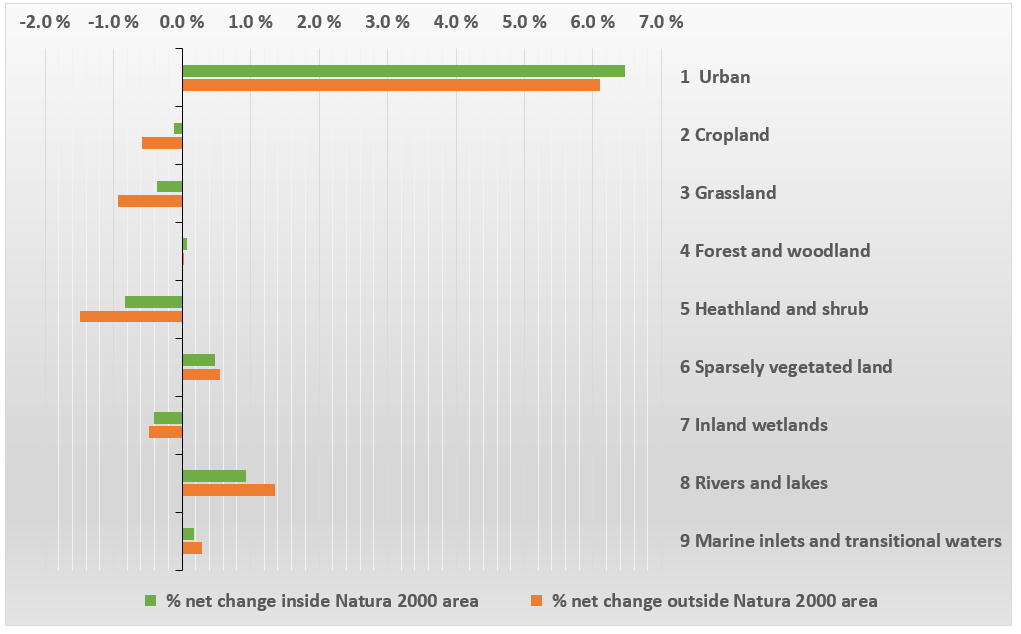 -2.0 % -1.0 % 0.0 % 1.0 % 2.0 % 3.0 % 4.0 % 5.0 % 6.0 % 7.0 %
1  Urban
2 Cropland
3 Grassland
4 Forest and woodland
5 Heathland and shrub
6 Sparsely vegetated land
7 Inland wetlands
8 Rivers and lakes
9 Marine inlets and transitional waters
% net change inside Natura 2000 area % net change outside Natura 2000 area